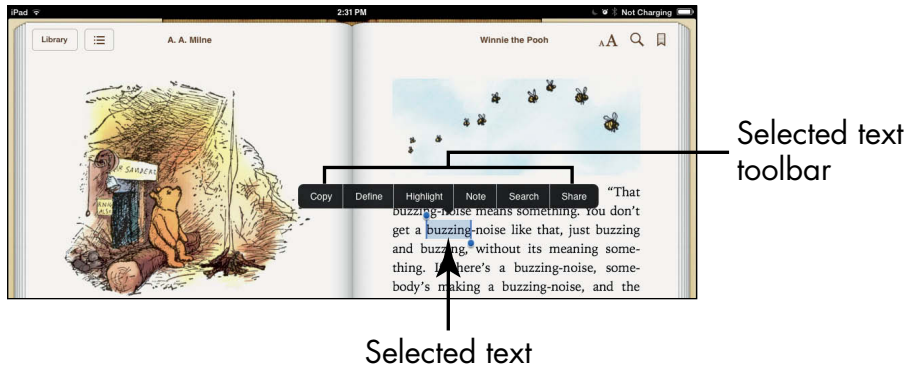 iPad 2:31 PM Not Charging
Library A. A. Milne Winnie the Pooh AA
MR SANDERS
Selected text
toolbar
Copy Define Highlight Note Search Share
“That
buzzing-noise means something. You don’t
get a buzzing-noise like that, just buzzing
and buzzing, without its meaning some-
thing. If there’s a buzzing-noise, some-
body’s making a buzzing-noise, and the
Selected text